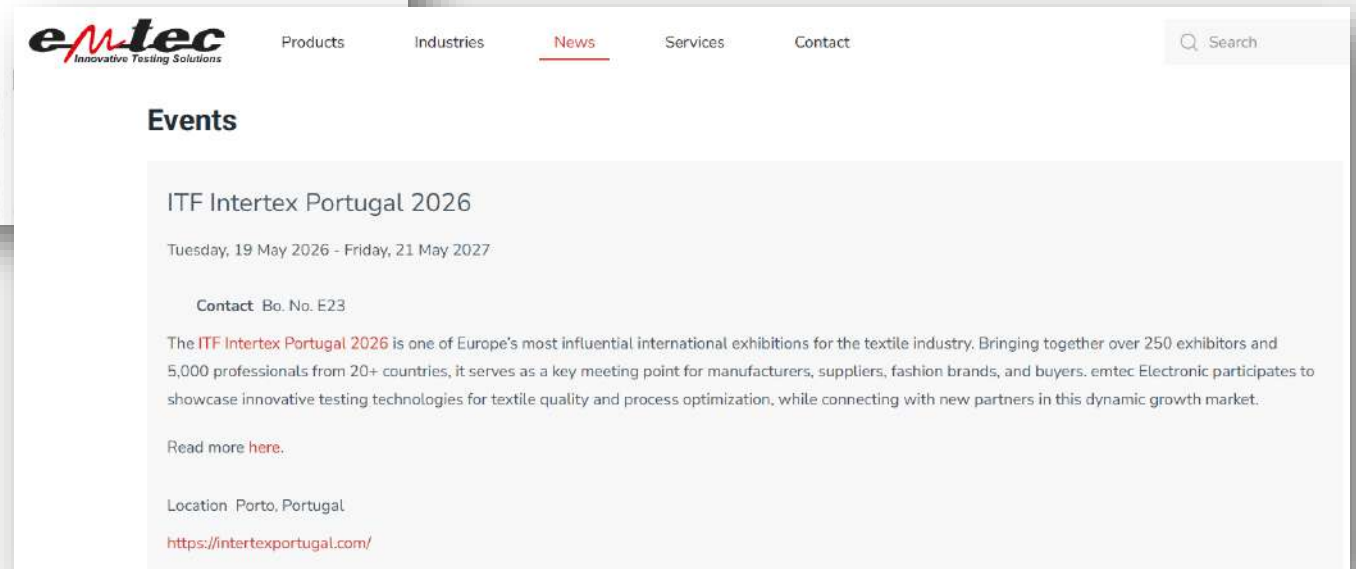 emtec
Innovative Testing Solutions
Products Industries News Services Contact Search
Events
ITF Intertex Portugal 2026
Tuesday, 19 May 2026 - Friday, 21 May 2027
Contact Bo. No. E23
The ITF Intertex Portugal 2026 is one of Europe's most influential international exhibitions for the textile industry. Bringing together over 250 exhibitors and
5,000 professionals from 20+ countries, it serves as a key meeting point for manufacturers, suppliers, fashion brands, and buyers. emtec Electronic participates to
showcase innovative testing technologies for textile quality and process optimization, while connecting with new partners in this dynamic growth market.
Read more here.
Location Porto, Portugal
https://intertexportugal.com/